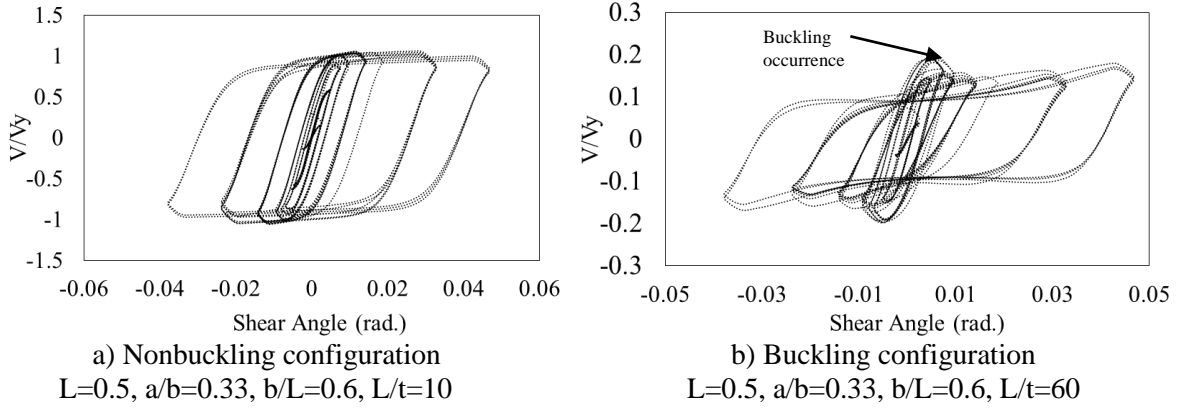 1.5
1
0.5
0
-0.5
-1
-1.5
V/Vy
-0.06 -0.04 -0.02 0 0.02 0.04 0.06
Shear Angle (rad.)
a) Nonbuckling configuration
L=0.5, a/b=0.33, b/L=0.6, L/t=10
0.3
0.2
0.1
0
-0.1
-0.2
-0.3
V/Vy
Buckling
occurrence
-0.05 -0.03 -0.01 0.01 0.03 0.05
Shear Angle (rad.)
b) Buckling configuration
L=0.5, a/b=0.33, b/L=0.6, L/t=60